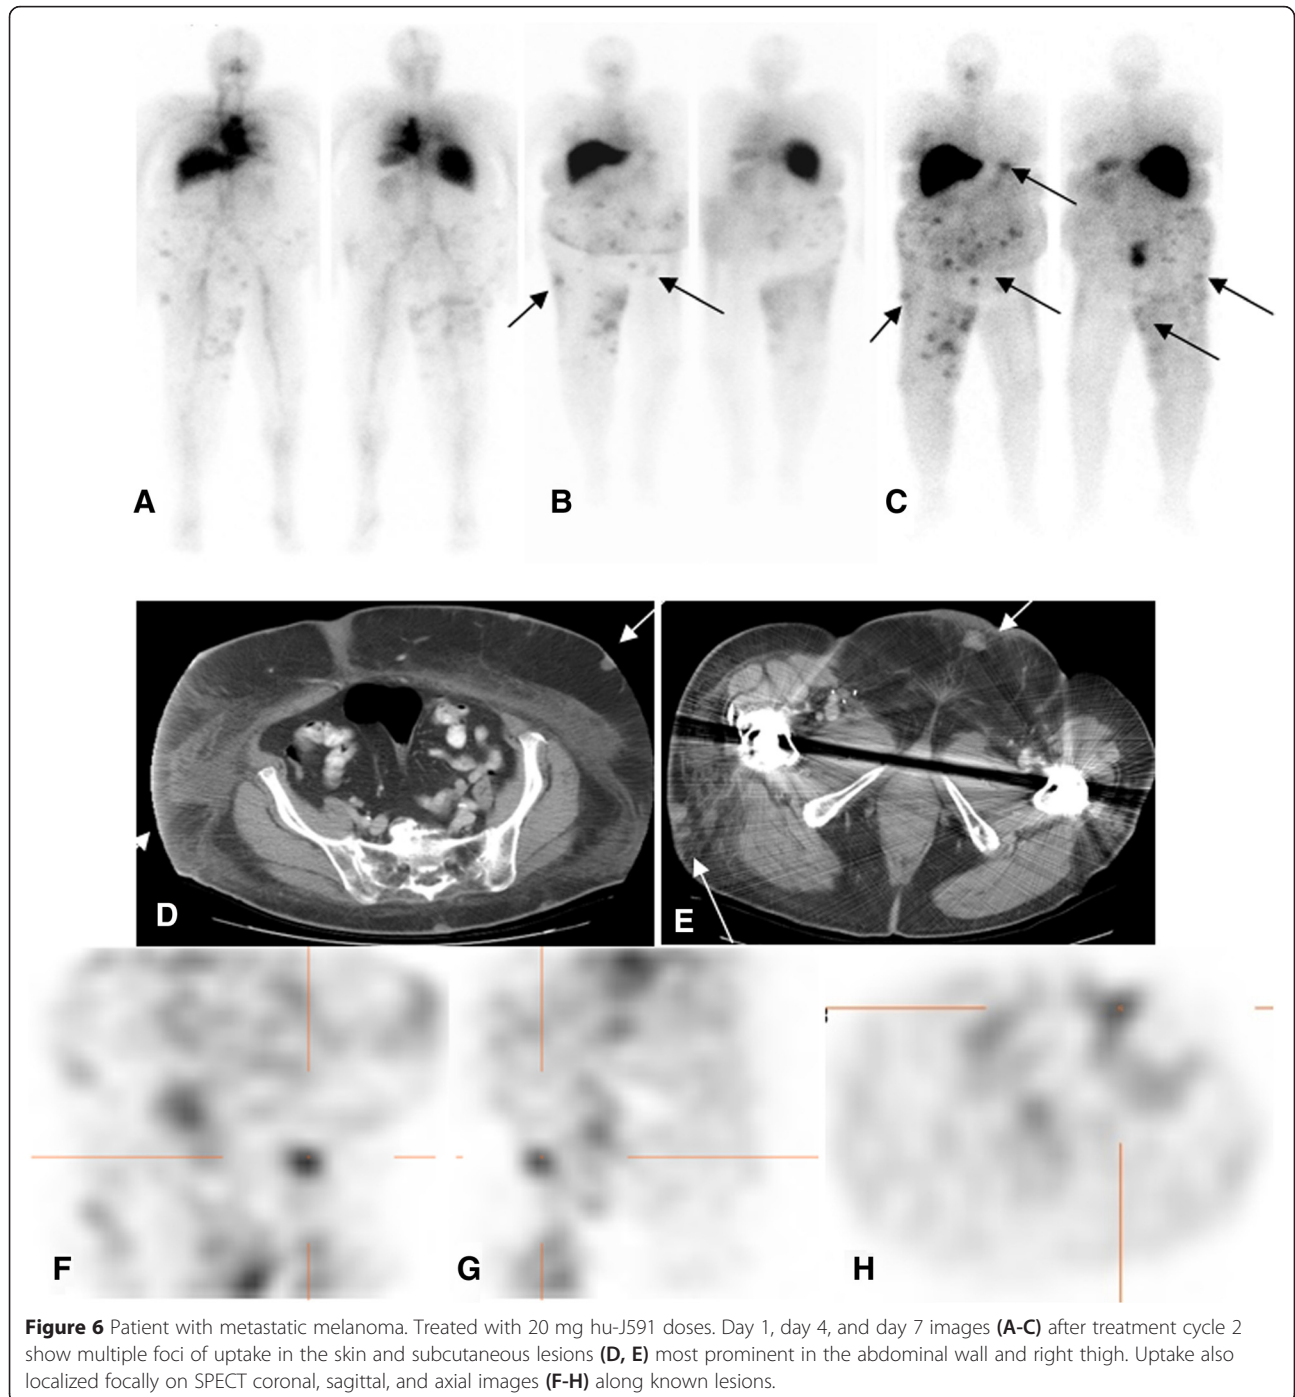 A
B
C
D
E
F
G
H
Figure 6 Patient with metastatic melanoma. Treated with 20 mg hu-J591 doses. Day 1, day 4, and day 7 images (A-C) after treatment cycle 2
show multiple foci of uptake in the skin and subcutaneous lesions (D, E) most prominent in the abdominal wall and right thigh. Uptake also
localized focally on SPECT coronal, sagittal, and axial images (F-H) along known lesions.